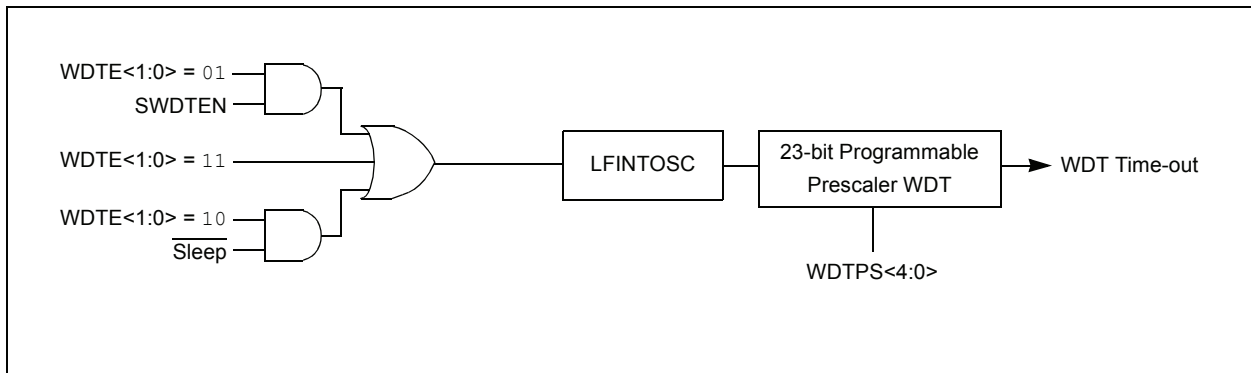 WDTE<1:0> = 01
SWDTEN
WDTE<1:0> = 11
WDTE<1:0> = 10
Sleep
LFINTOSC
23-bit Programmable
Prescaler WDT
WDT Time-out
WDTPS<4:0>